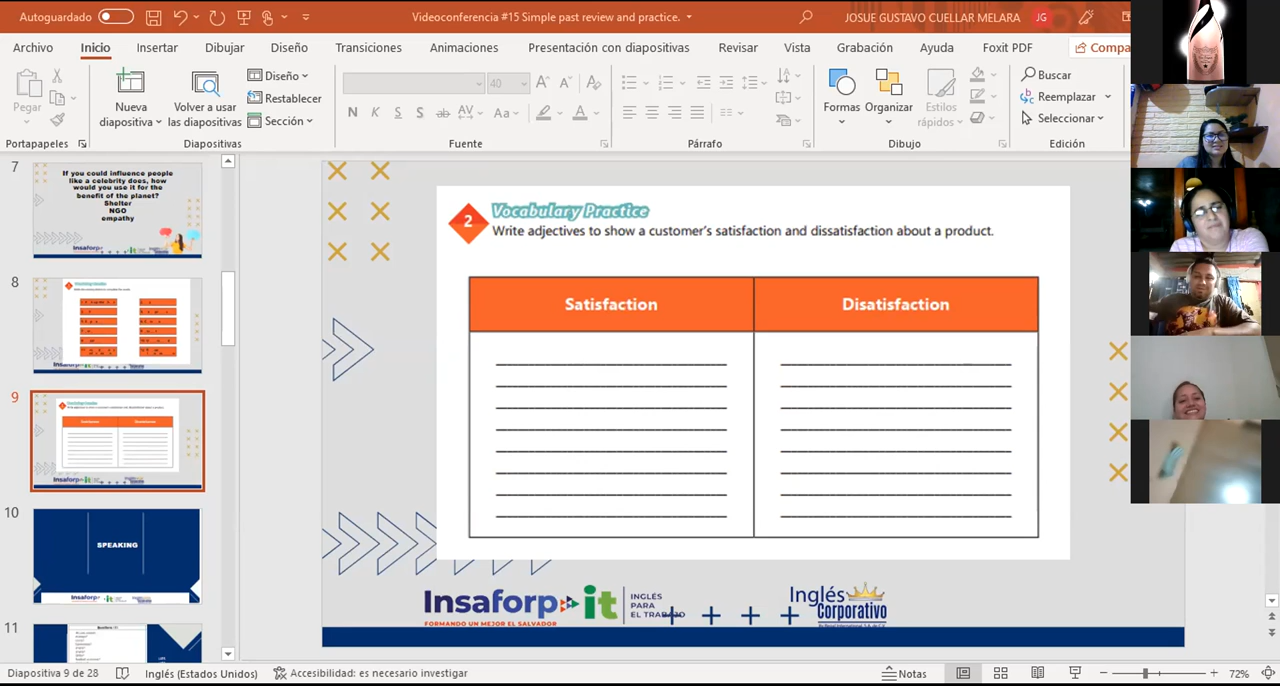 Autoguardado
Videoconferencia #15 Simple past review and practice.
JOSUE GUSTAVO CUELLAR MELARA
JG
Archivo Inicio Insertar Dibujar Diseño Transiciones Animaciones Presentación con diapositivas Revisar Vista Grabación Ayuda Foxit PDF Compa
Pegar
Nueva diapositiva
Volver a usar las diapositivas
Diseño
Restablecer
Sección
40
N K S S ab AV Aa A
Formas
Organizar
Estilos rápidos
Buscar
Reemplazar
Seleccionar
Portapapeles Diapositivas Fuente Párrafo Dibujo Edición
7
If you could influence people
like a celebrity does, how
would you use it for the
benefit of the planet?
Shelter
NGO
empathy
8
9
10
SPEAKING
11
2
Vocabulary Practice
Write adjectives to show a customer's satisfaction and dissatisfaction about a product.
Satisfaction Disatisfaction
Insaforp it
INGLÉS
PARA
EL TRABAJO
FORMANDO UN MEJOR EL SALVADOR
Inglés
Corporativo
Diapositiva 9 de 28 Inglés (Estados Unidos) Accesibilidad: es necesario investigar Notas 72%